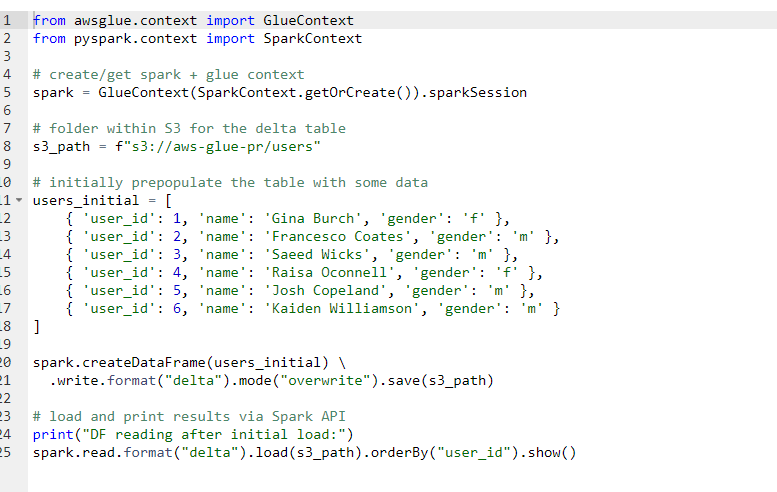 1 from awsglue.context import GlueContext
2 from pyspark.context import SparkContext
3
4 # create/get spark + glue context
5 spark = GlueContext(SparkContext.getOrCreate()).sparkSession
6
7 # folder within S3 for the delta table
8 s3_path = f"s3://aws-glue-pr/users"
9
10 # initially prepopulate the table with some data
11 users_initial = [
12     { 'user_id': 1, 'name': 'Gina Burch', 'gender': 'f' },
13     { 'user_id': 2, 'name': 'Francesco Coates', 'gender': 'm' },
14     { 'user_id': 3, 'name': 'Saeed Wicks', 'gender': 'm' },
15     { 'user_id': 4, 'name': 'Raisa Oconnell', 'gender': 'f' },
16     { 'user_id': 5, 'name': 'Josh Copeland', 'gender': 'm' },
17     { 'user_id': 6, 'name': 'Kaiden Williamson', 'gender': 'm' }
18 ]
19
20 spark.createDataFrame(users_initial) \
21   .write.format("delta").mode("overwrite").save(s3_path)
22
23 # load and print results via Spark API
24 print("DF reading after initial load:")
25 spark.read.format("delta").load(s3_path).orderBy("user_id").show()